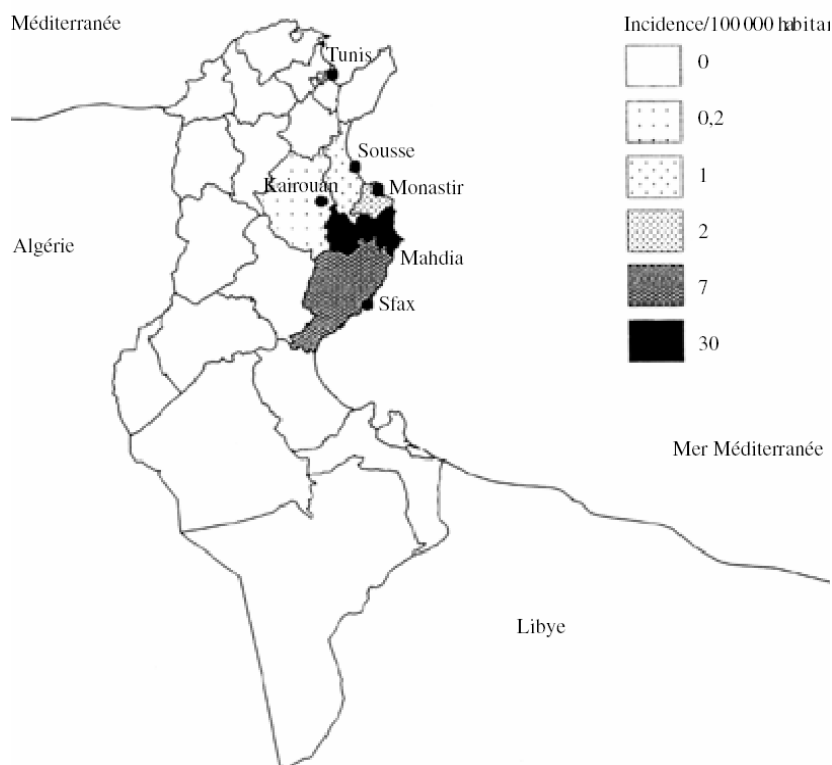 Méditerranée
Incidence/100 000 habitan
Tunis
0
0,2
Sousse
1
Kairouan
Monastir
2
Algérie
Mahdia
7
Sfax
30
Mer Méditerranée
Libye